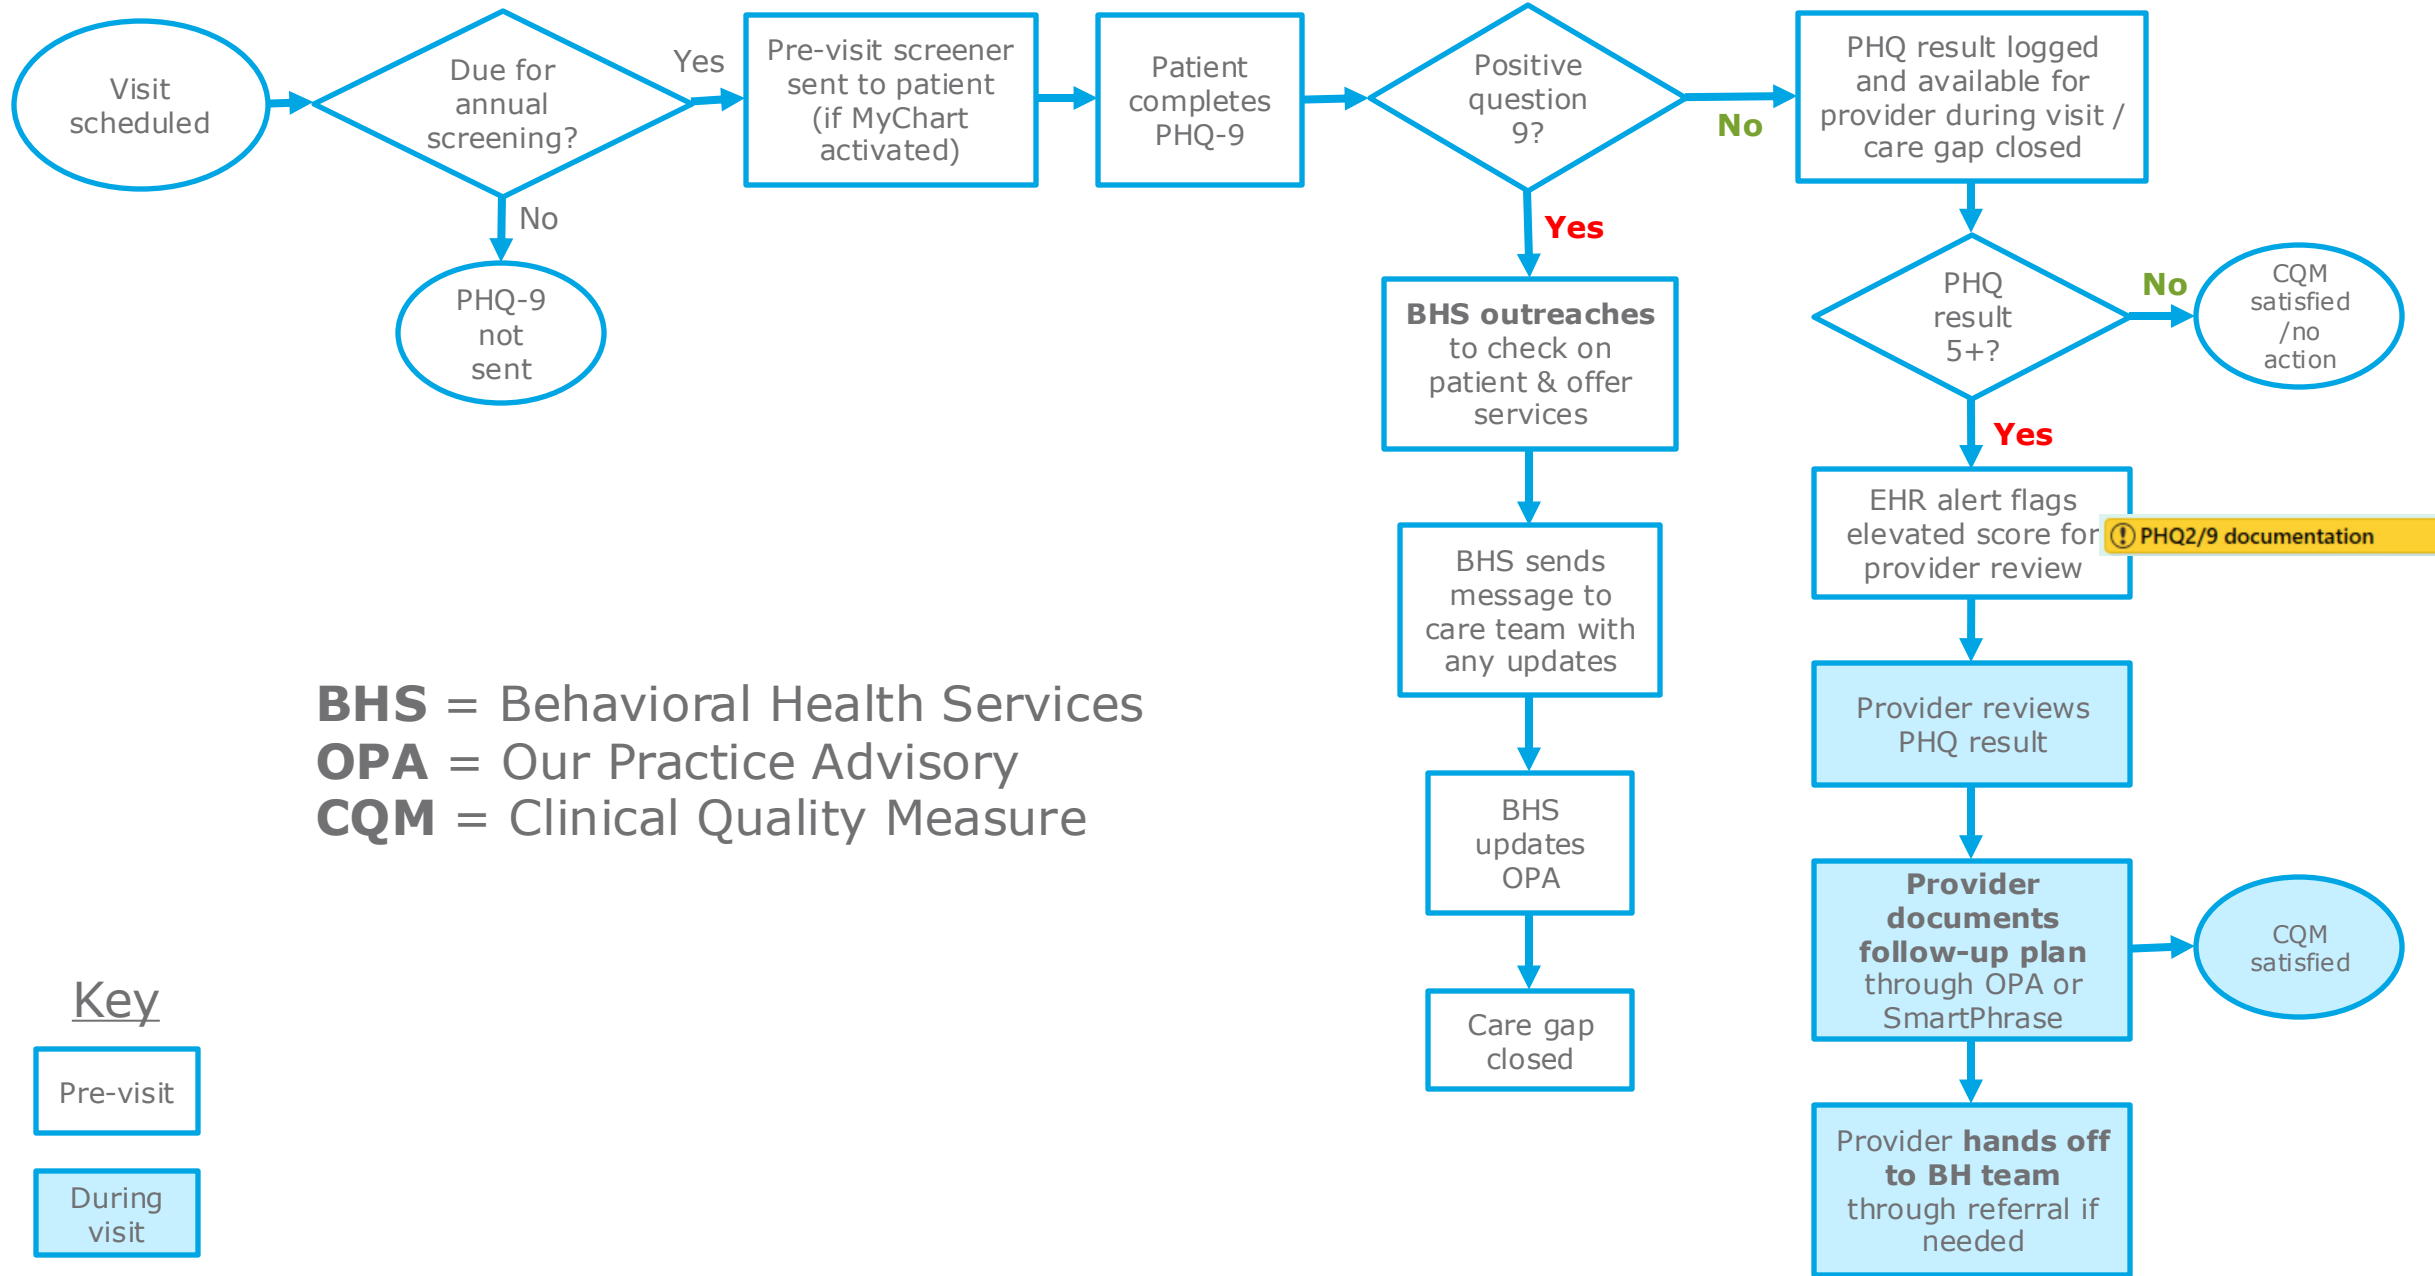 Visit
scheduled
Due for
annual
screening?
Yes
No
PHQ-9
not
sent
Pre-visit screener
sent to patient
(if MyChart
activated)
Patient
completes
PHQ-9
Positive
question
9?
No
Yes
PHQ result logged
and available for
provider during visit /
care gap closed
BHS outreaches
to check on
patient & offer
services
BHS sends
message to
care team with
any updates
BHS
updates
OPA
Care gap
closed
PHQ
result
5+?
No
CQM
satisfied
/no
action
Yes
EHR alert flags
elevated score for
provider review
PHQ2/9 documentation
Provider reviews
PHQ result
Provider
documents
follow-up plan
through OPA or
SmartPhrase
CQM
satisfied
Provider hands off
to BH team
through referral if
needed
BHS = Behavioral Health Services
OPA = Our Practice Advisory
CQM = Clinical Quality Measure
Key
Pre-visit
During
visit